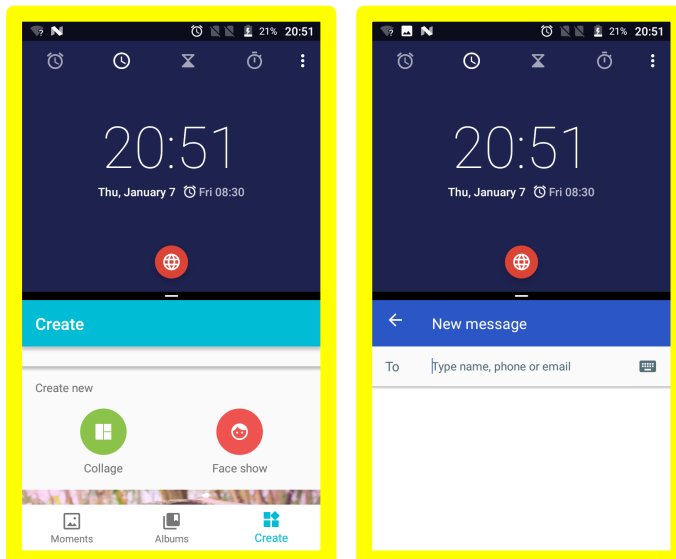 21% 20:51
20:51
Thu, January 7 Fri 08:30
Create
Create new
Collage Face show
Moments Albums Create
21% 20:51
20:51
Thu, January 7 Fri 08:30
New message
To Type name, phone or email